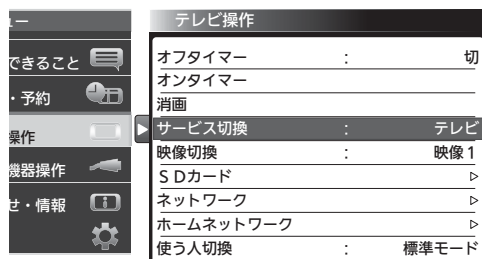 ュー
できること
・予約
操作
機器操作
せ・情報
テレビ操作
オフタイマー : 切
オンタイマー
消画
サービス切換 : テレビ
映像切換 : 映像1
SDカード
ネットワーク
ホームネットワーク
使う人切換 : 標準モード